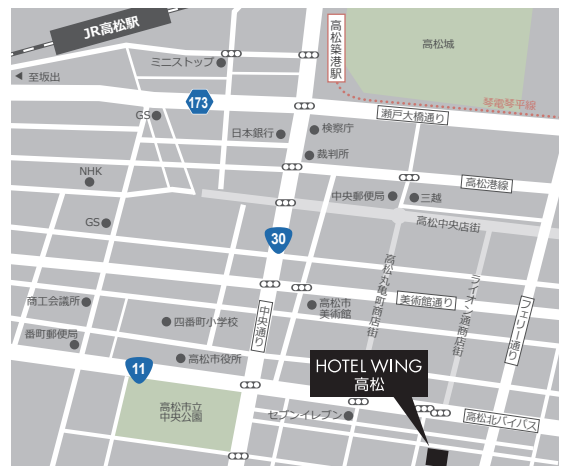 JR高松駅
高松築港駅
高松城
ミニストップ
至坂出
173
琴電琴平線
GS
瀬戸大橋通り
日本銀行
検察庁
裁判所
NHK
高松港線
中央郵便局
三越
GS
高松中央店街
30
高松丸亀町商店街
ライオン通商店街
商工会議所
中央通り
高松市
美術館
美術館通り
フェリー通り
四番町小学校
番町郵便局
高松市役所
11
HOTEL WING
高松
高松市立
中央公園
セブンイレブン
高松北バイパス